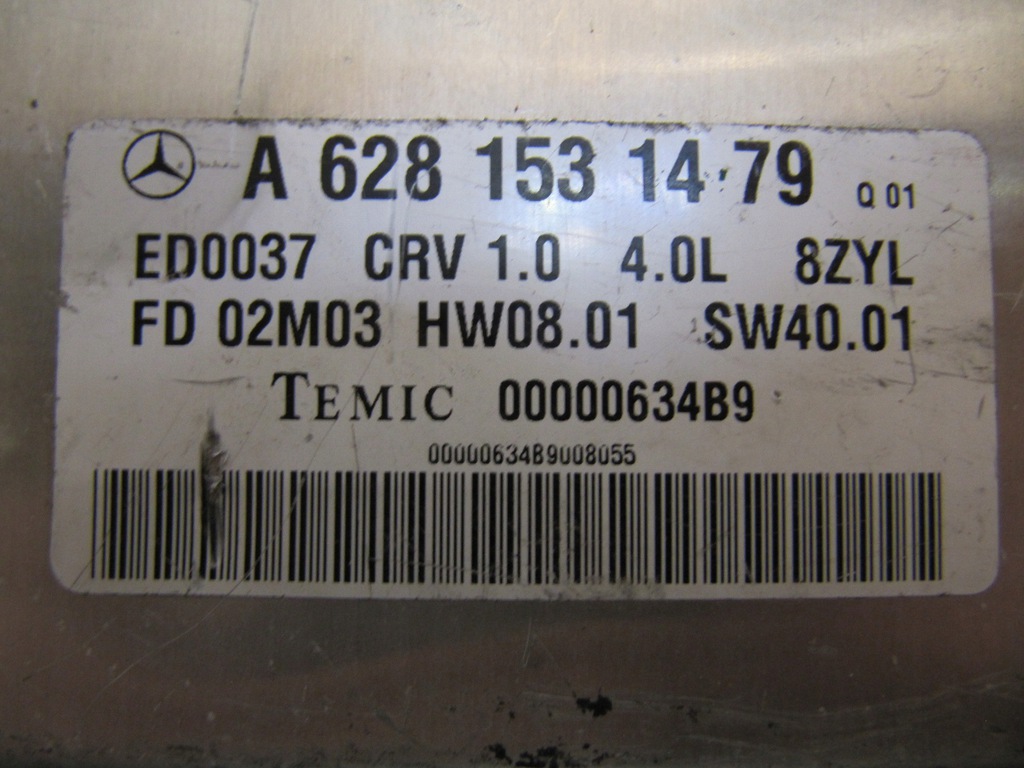 A 628 153 14·79 Q 01
ED0037 CRV 1.0 4.0L 8ZYL
FD 02M03 HW08.01 SW40.01
TEMIC 00000634B9
00000634B9008055